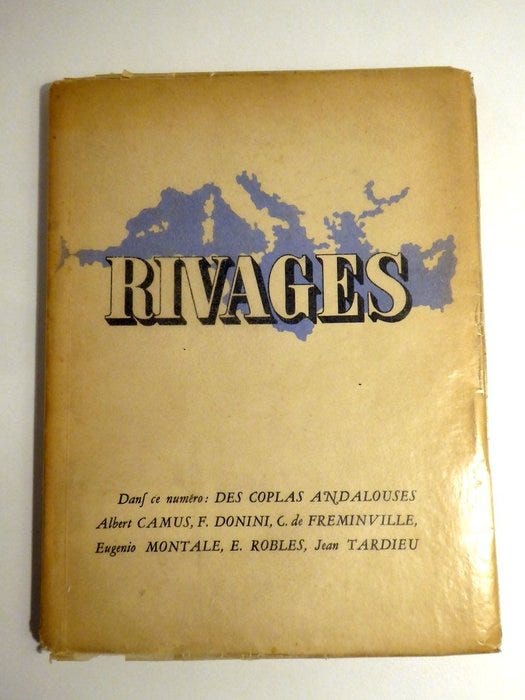 RIVAGES
Danſ ce numéro: DES COPLAS ANDALOUSES
Albert CAMUS, F. DONINI, C. de FREMINVILLE,
Eugenio MONTALE, E. ROBLES, Jean TARDIEU